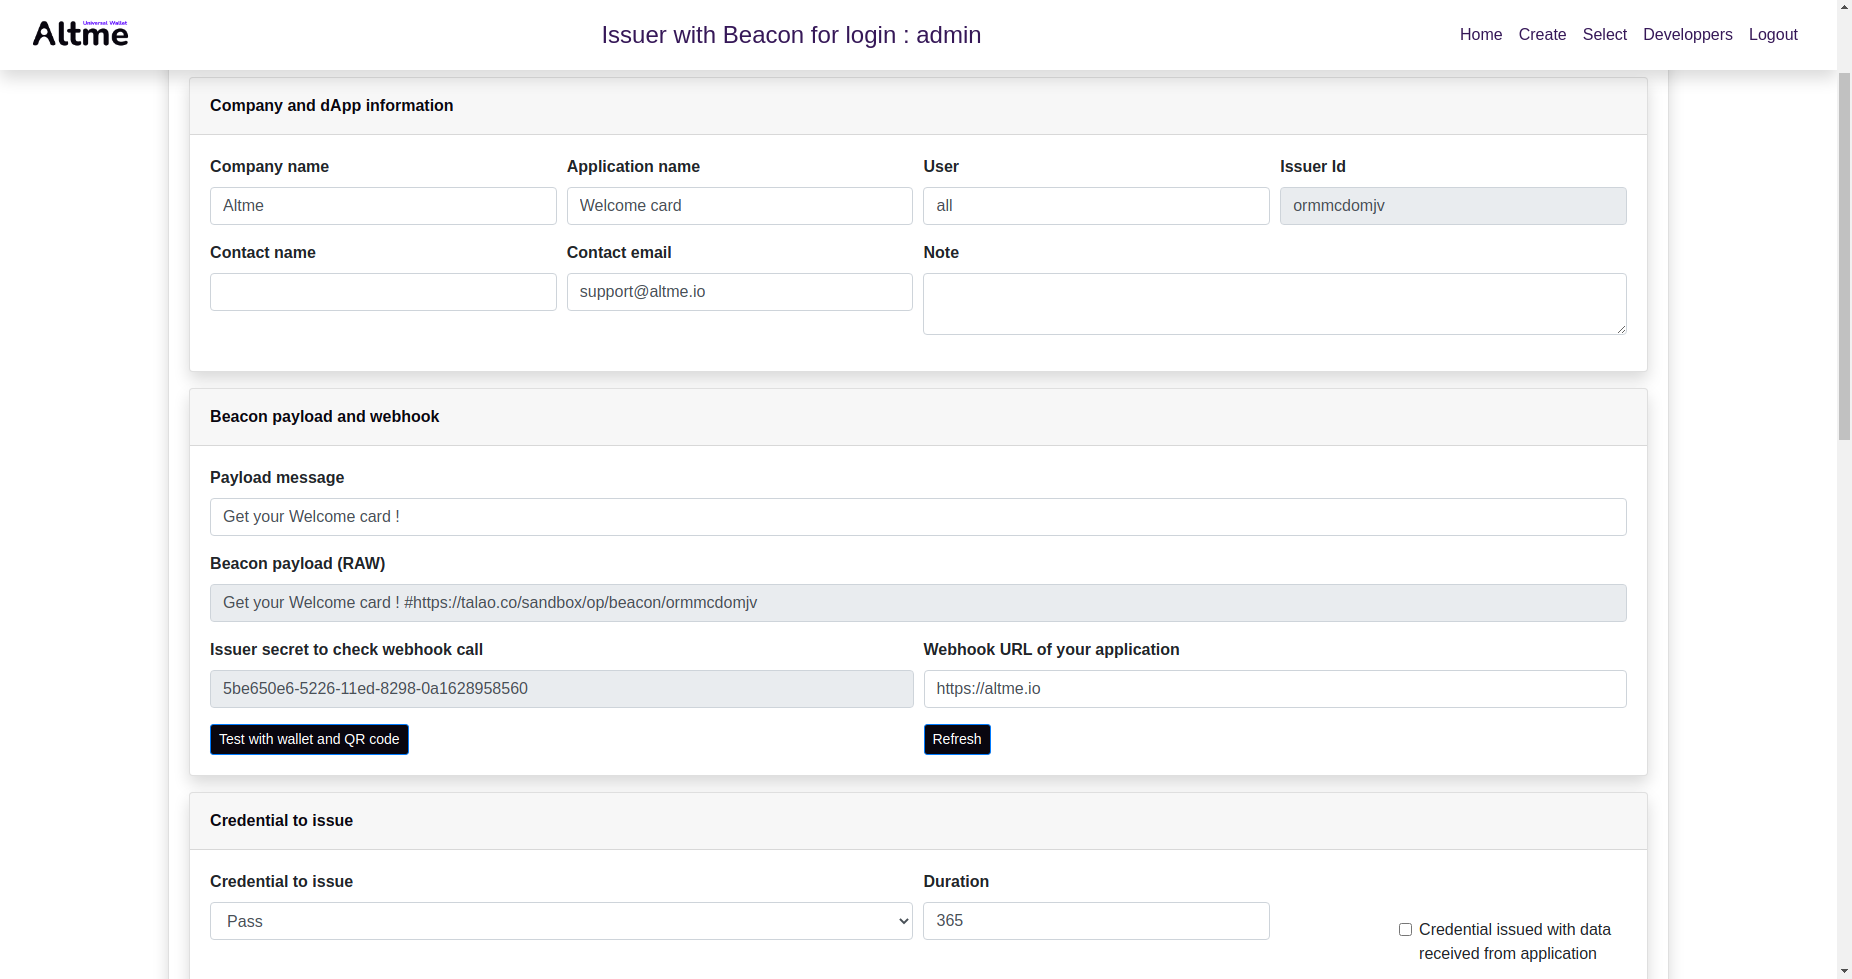 Universal Wallet
Altme
Issuer with Beacon for login : admin
Home Create Select Developpers Logout
Company and dApp information
Company name Application name User Issuer Id
Altme Welcome card all ormmcdomjv
Contact name Contact email Note
support@altme.io
Beacon payload and webhook
Payload message
Get your Welcome card !
Beacon payload (RAW)
Get your Welcome card ! #https://talao.co/sandbox/op/beacon/ormmcdomjv
Issuer secret to check webhook call Webhook URL of your application
5be650e6-5226-11ed-8298-0a1628958560 https://altme.io
Test with wallet and QR code Refresh
Credential to issue
Credential to issue Duration
Pass 365
Credential issued with data
received from application